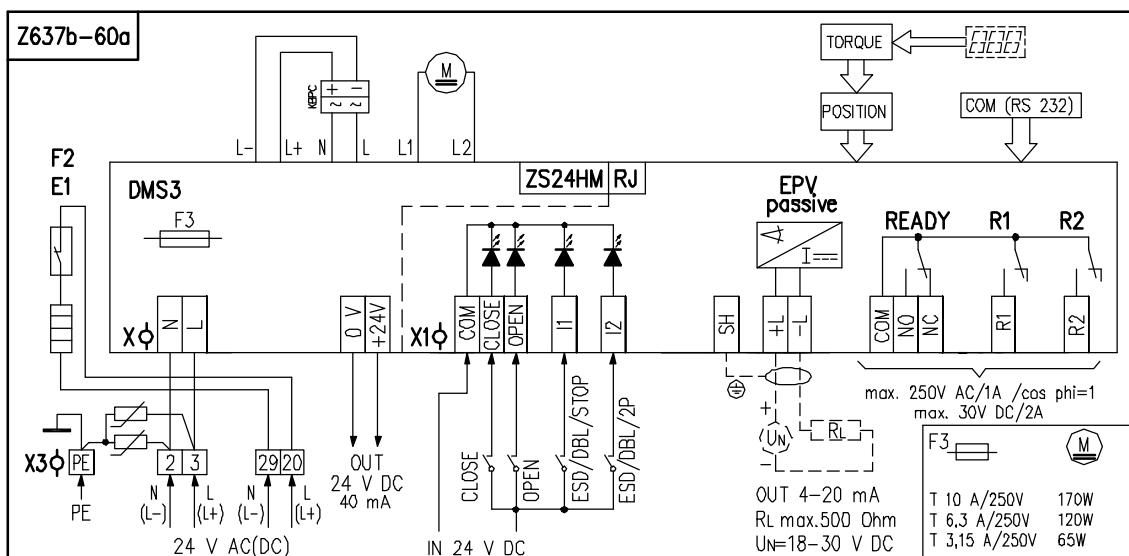 Z637b-60a
TORQUE
KBPC
+ −
~ ~
M
POSITION
COM (RS 232)
L- L+ N L L1 L2
F2
E1
DMS3
ZS24HM RJ
EPV
passive
F3
READY R1 R2
I
X
N L
0 V +24V
X1
COM CLOSE OPEN I1 I2
SH +L -L
COM NO NC R1 R2
max. 250V AC/1A /cos phi=1
max. 30V DC/2A
X3
PE 2 3 29 20
PE
N (L-) L (L+) N (L-) L (L+)
24 V AC(DC)
OUT
24 V DC
40 mA
CLOSE OPEN ESD/DBL/STOP ESD/DBL/2P
IN 24 V DC
+
UN
−
RL
OUT 4-20 mA
RL max.500 Ohm
UN=18-30 V DC
F3 M
T 10 A/250V 170W
T 6,3 A/250V 120W
T 3,15 A/250V 65W